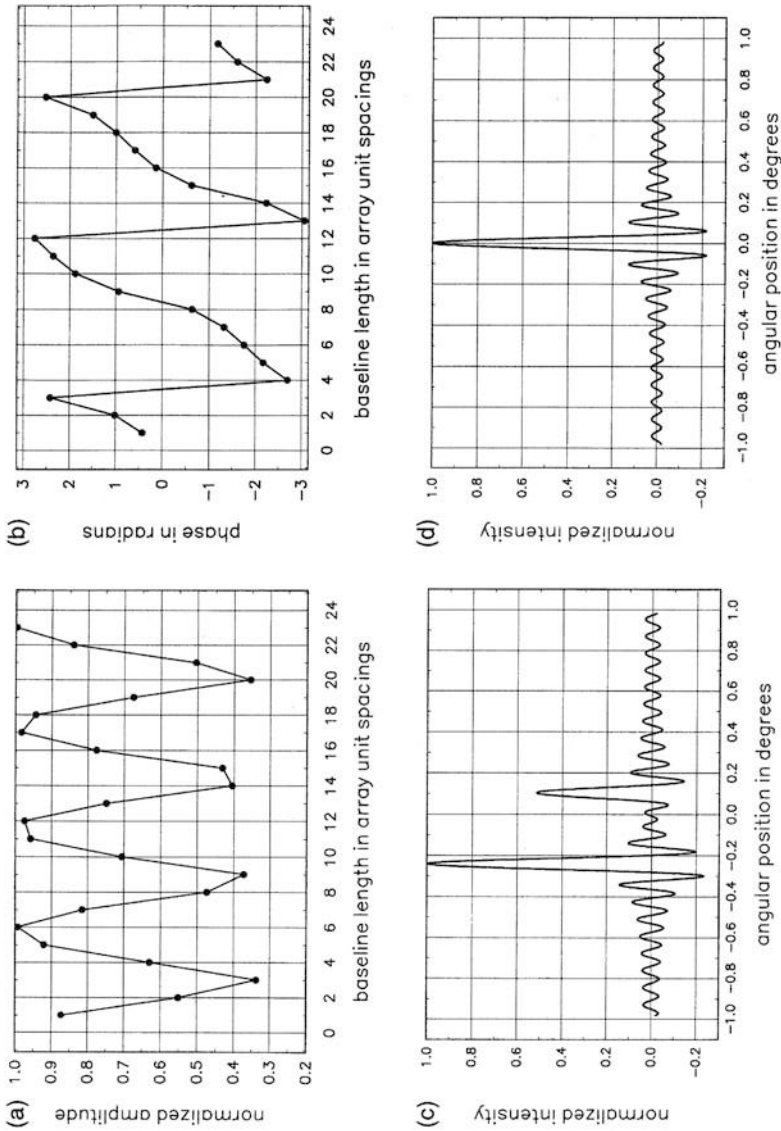 (a)
normalized amplitude
1.0
0.9
0.8
0.7
0.6
0.5
0.4
0.3
0.2
0 2 4 6 8 10 12 14 16 18 20 22 24
baseline length in array unit spacings
(b)
phase in radians
3
2
1
0
−1
−2
−3
0 2 4 6 8 10 12 14 16 18 20 22 24
baseline length in array unit spacings
(c)
normalized intensity
1.0
0.8
0.6
0.4
0.2
0.0
−0.2
−1.0 −0.8 −0.6 −0.4 −0.2 0.0 0.2 0.4 0.6 0.8 1.0
angular position in degrees
(d)
normalized intensity
1.0
0.8
0.6
0.4
0.2
0.0
−0.2
−1.0 −0.8 −0.6 −0.4 −0.2 0.0 0.2 0.4 0.6 0.8 1.0
angular position in degrees